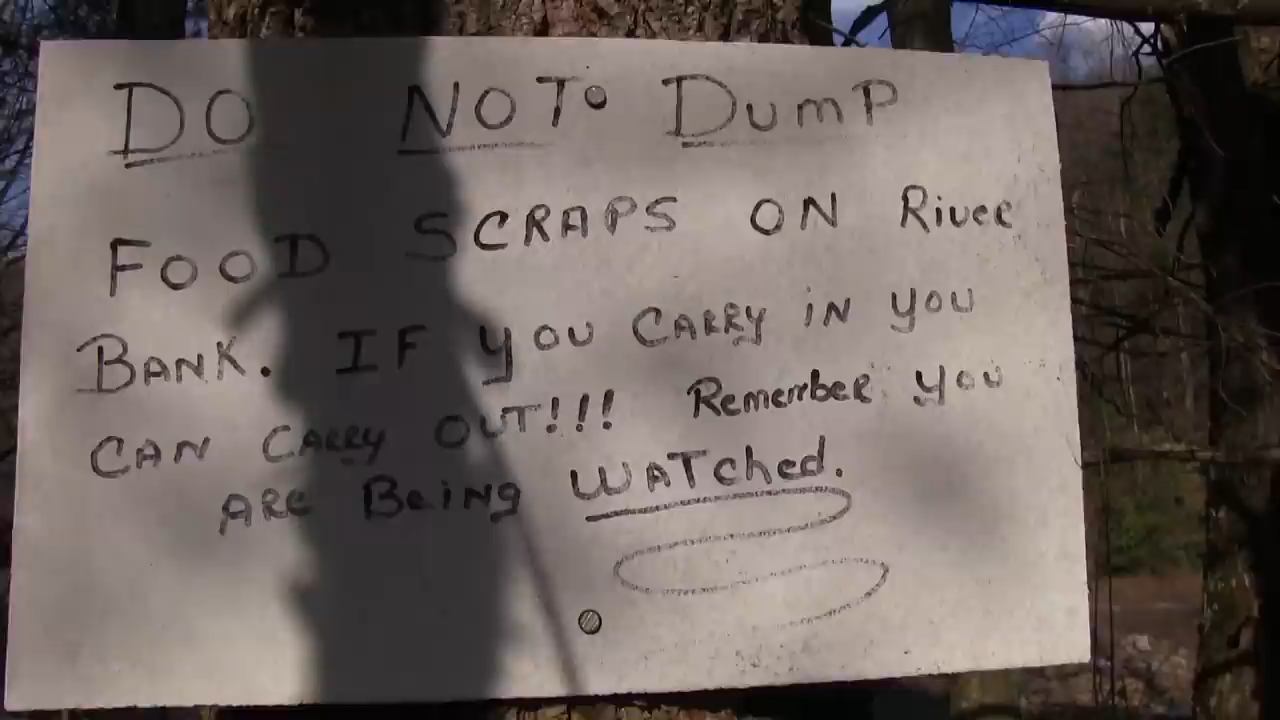 DO NOT DumP
FOOD SCRAPS ON River
BANK. IF you CARRy iN you
CAN CARRy OUT!!! Remember you
ARe Being WATched.